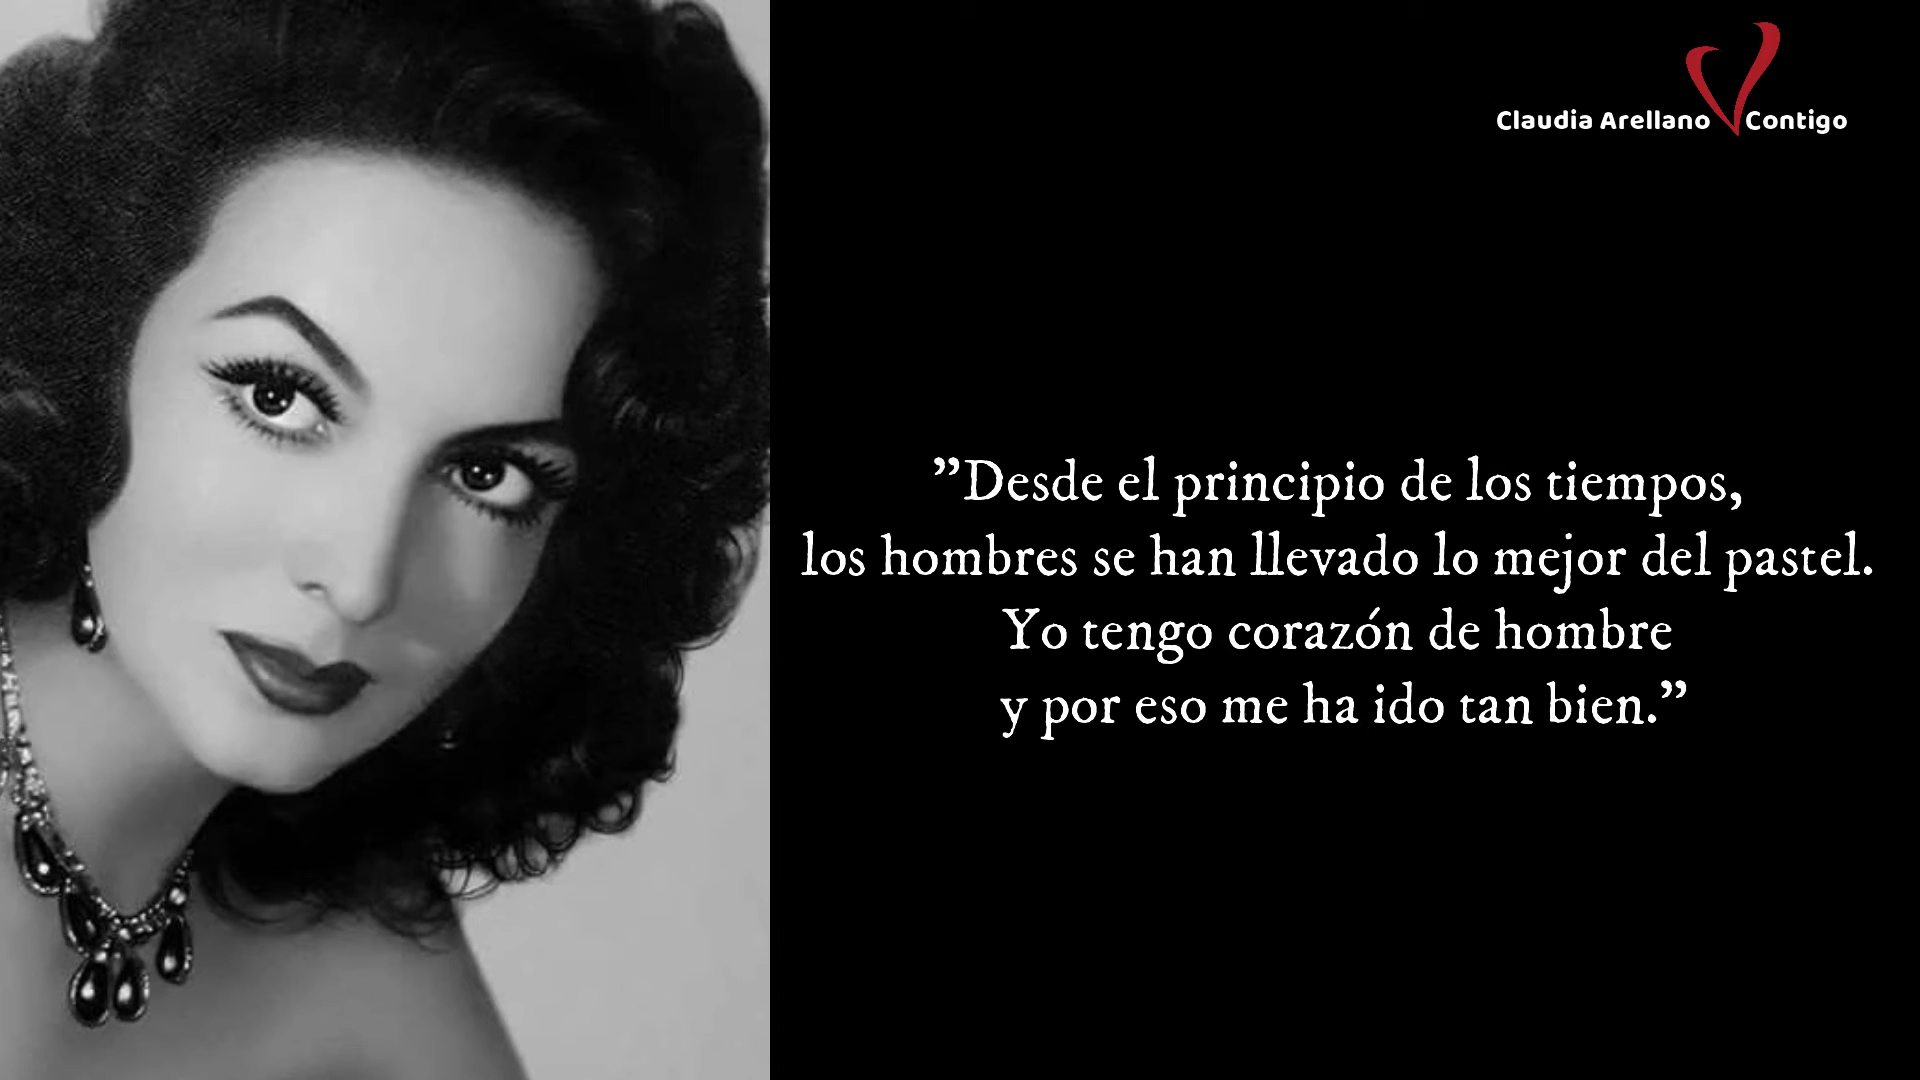 Claudia Arellano Contigo
”Desde el principio de los tiempos,
los hombres se han llevado lo mejor del pastel.
Yo tengo corazón de hombre
y por eso me ha ido tan bien.”